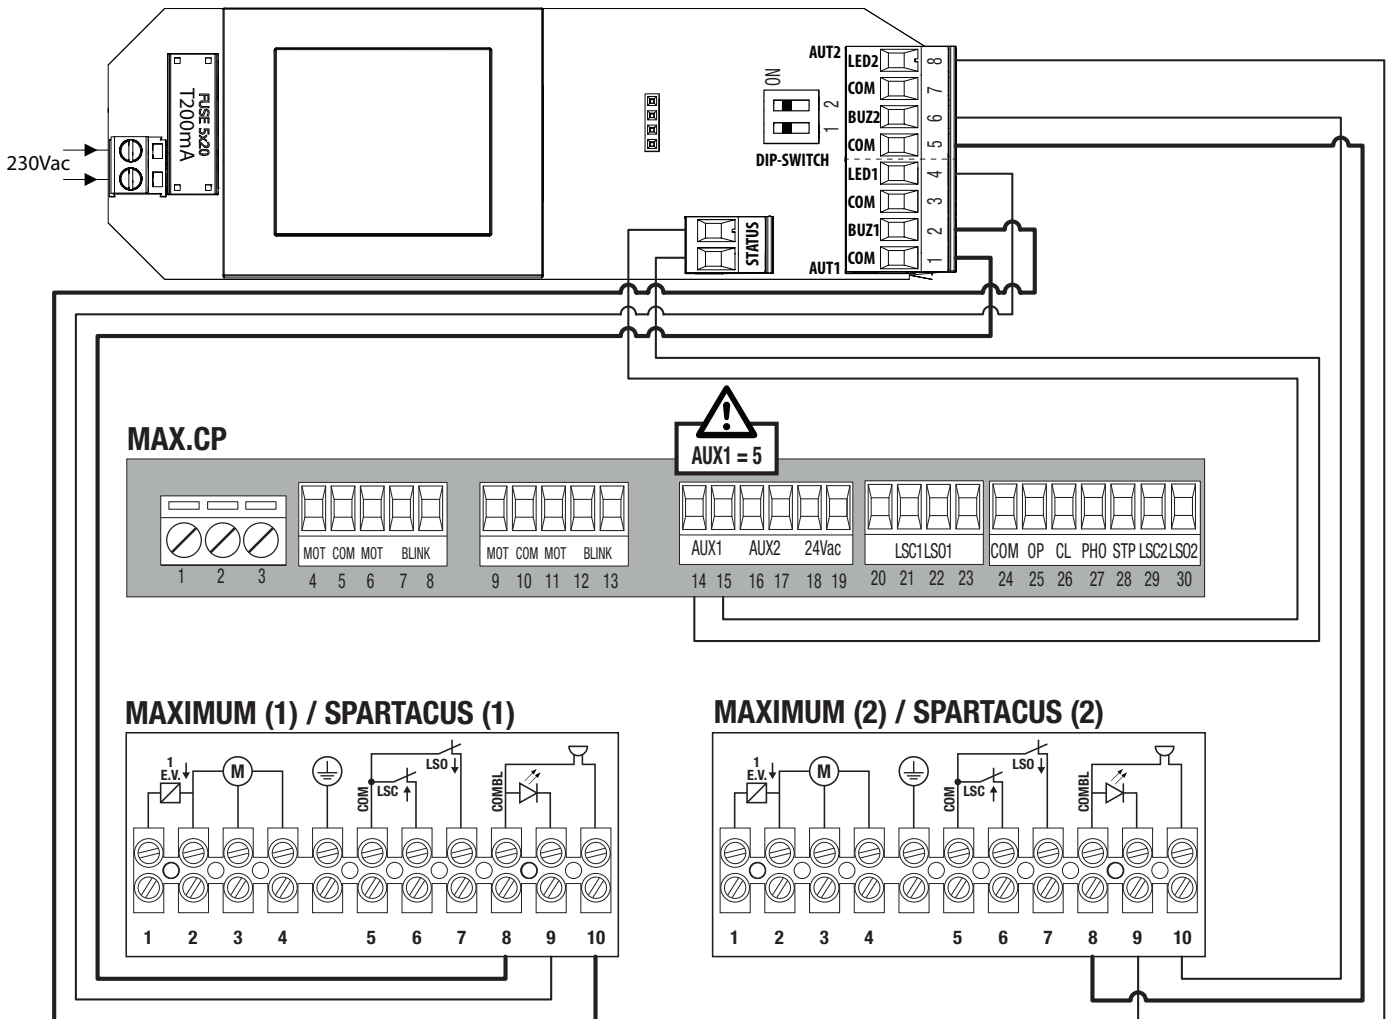 230Vac
FUSE 5x20
T200mA
ON
1 2
DIP-SWITCH
STATUS
AUT2
LED2 8
COM 7
BUZ2 6
COM 5
LED1 4
COM 3
BUZ1 2
COM 1
AUT1
MAX.CP
AUX1 = 5
MOT COM MOT BLINK
MOT COM MOT BLINK
AUX1 AUX2 24Vac
LSC1 LSO1
COM OP CL PHO STP LSC2 LSO2
1 2 3 4 5 6 7 8 9 10 11 12 13 14 15 16 17 18 19 20 21 22 23 24 25 26 27 28 29 30
MAXIMUM (1) / SPARTACUS (1)
1
E.V.
M
COM
LSC
LSO
COMBL
1 2 3 4 5 6 7 8 9 10
MAXIMUM (2) / SPARTACUS (2)
1
E.V.
M
COM
LSC
LSO
COMBL
1 2 3 4 5 6 7 8 9 10